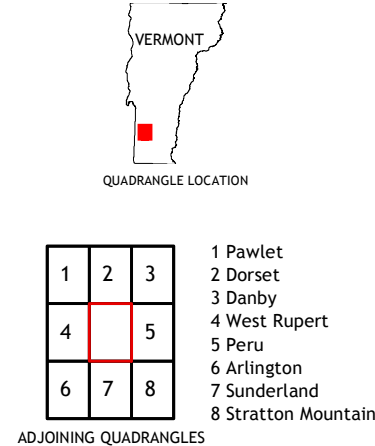 VERMONT
QUADRANGLE LOCATION
1 2 3
4 5
6 7 8
1 Pawlet
2 Dorset
3 Danby
4 West Rupert
5 Peru
6 Arlington
7 Sunderland
8 Stratton Mountain
ADJOINING QUADRANGLES